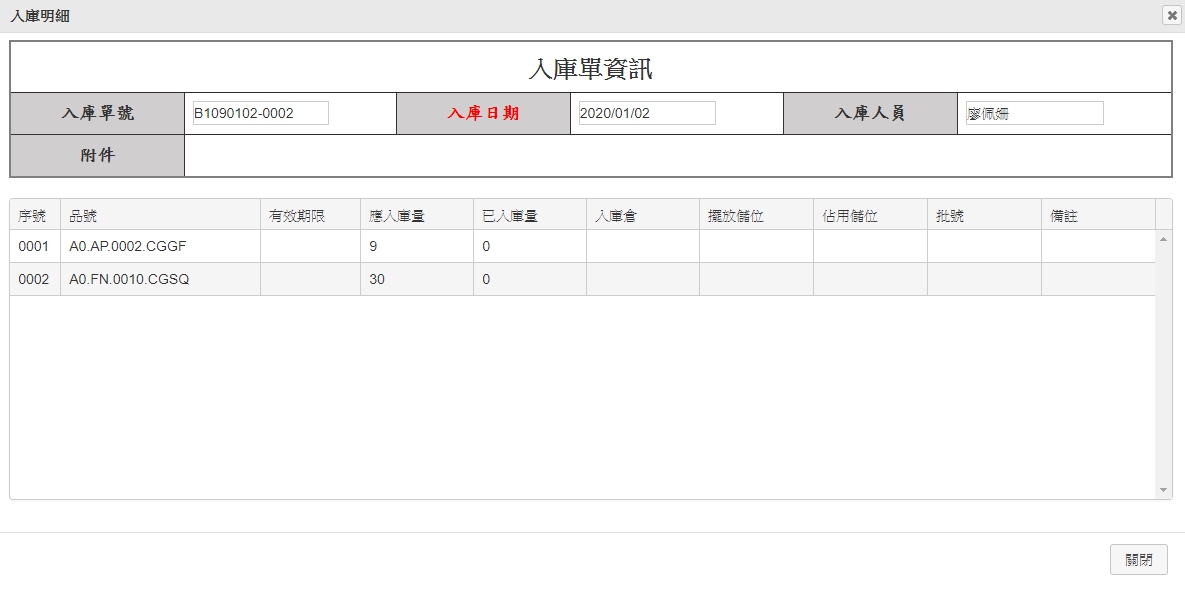 入庫明細
入庫單資訊
入庫單號 B1090102-0002 入庫日期 2020/01/02 入庫人員 廖佩姍
附件
序號 品號 有效期限 應入庫量 已入庫量 入庫倉 擺放儲位 佔用儲位 批號 備註
0001 A0.AP.0002.CGGF 9 0
0002 A0.FN.0010.CGSQ 30 0
關閉